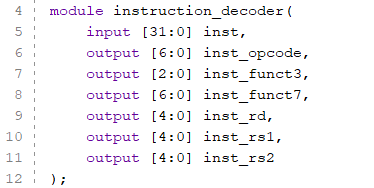 4 module instruction_decoder(
5 input [31:0] inst,
6 output [6:0] inst_opcode,
7 output [2:0] inst_funct3,
8 output [6:0] inst_funct7,
9 output [4:0] inst_rd,
10 output [4:0] inst_rs1,
11 output [4:0] inst_rs2
12 );